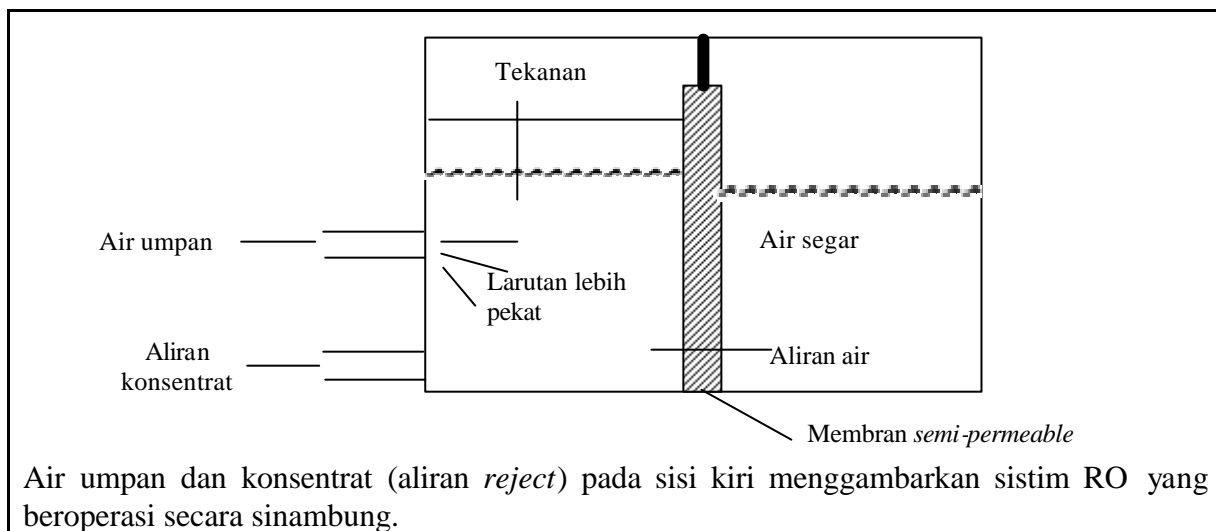 Tekanan
Air umpan
Air segar
Larutan lebih
pekat
Aliran
konsentrat
Aliran air
Membran semi-permeable
Air umpan dan konsentrat (aliran reject) pada sisi kiri menggambarkan sistim RO yang
beroperasi secara sinambung.